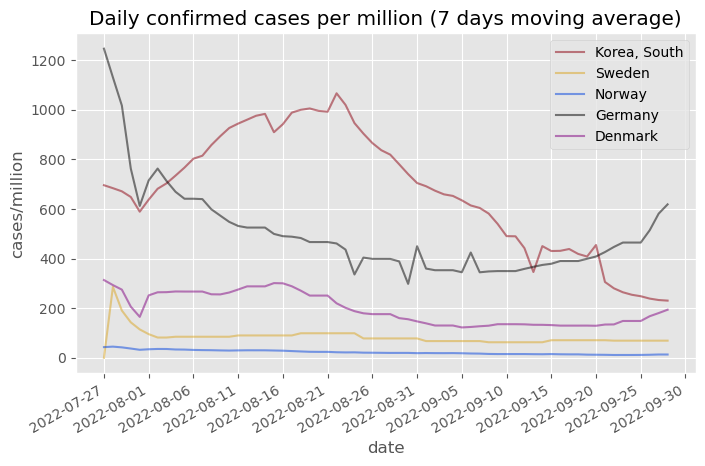 Daily confirmed cases per million (7 days moving average)
Korea, South
Sweden
Norway
Germany
Denmark
cases/million
1200
1000
800
600
400
200
0
2022-07-27
2022-08-01
2022-08-06
2022-08-11
2022-08-16
2022-08-21
2022-08-26
2022-08-31
2022-09-05
2022-09-10
2022-09-15
2022-09-20
2022-09-25
2022-09-30
date